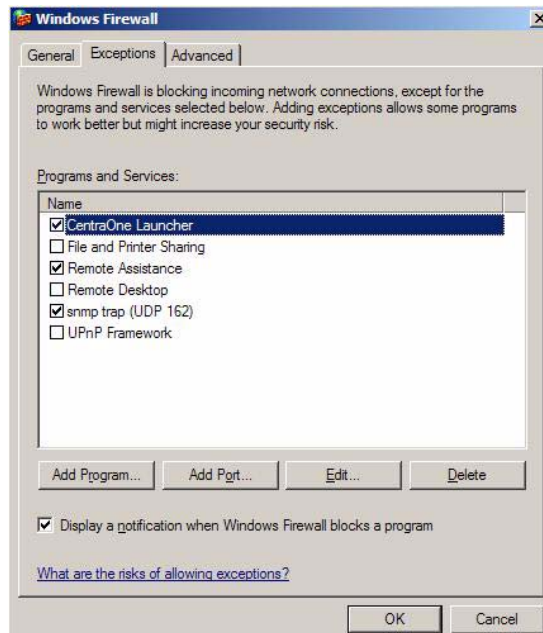 Windows Firewall
General Exceptions Advanced
Windows Firewall is blocking incoming network connections, except for the
programs and services selected below. Adding exceptions allows some programs
to work better but might increase your security risk.
Programs and Services:
Name
CentraOne Launcher
File and Printer Sharing
Remote Assistance
Remote Desktop
snmp trap (UDP 162)
UPnP Framework
Add Program... Add Port... Edit... Delete
Display a notification when Windows Firewall blocks a program
What are the risks of allowing exceptions?
OK Cancel